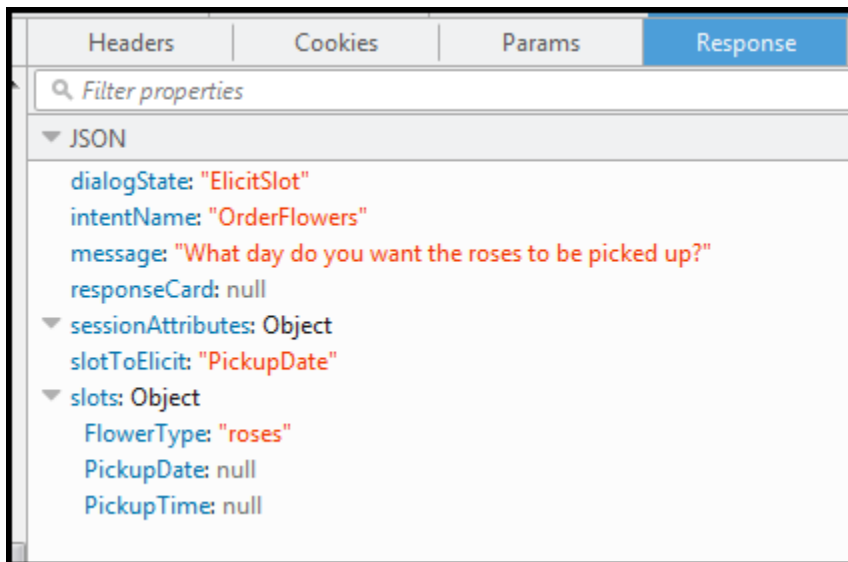 Headers Cookies Params Response
Filter properties
JSON
dialogState: "ElicitSlot"
intentName: "OrderFlowers"
message: "What day do you want the roses to be picked up?"
responseCard: null
sessionAttributes: Object
slotToElicit: "PickupDate"
slots: Object
FlowerType: "roses"
PickupDate: null
PickupTime: null